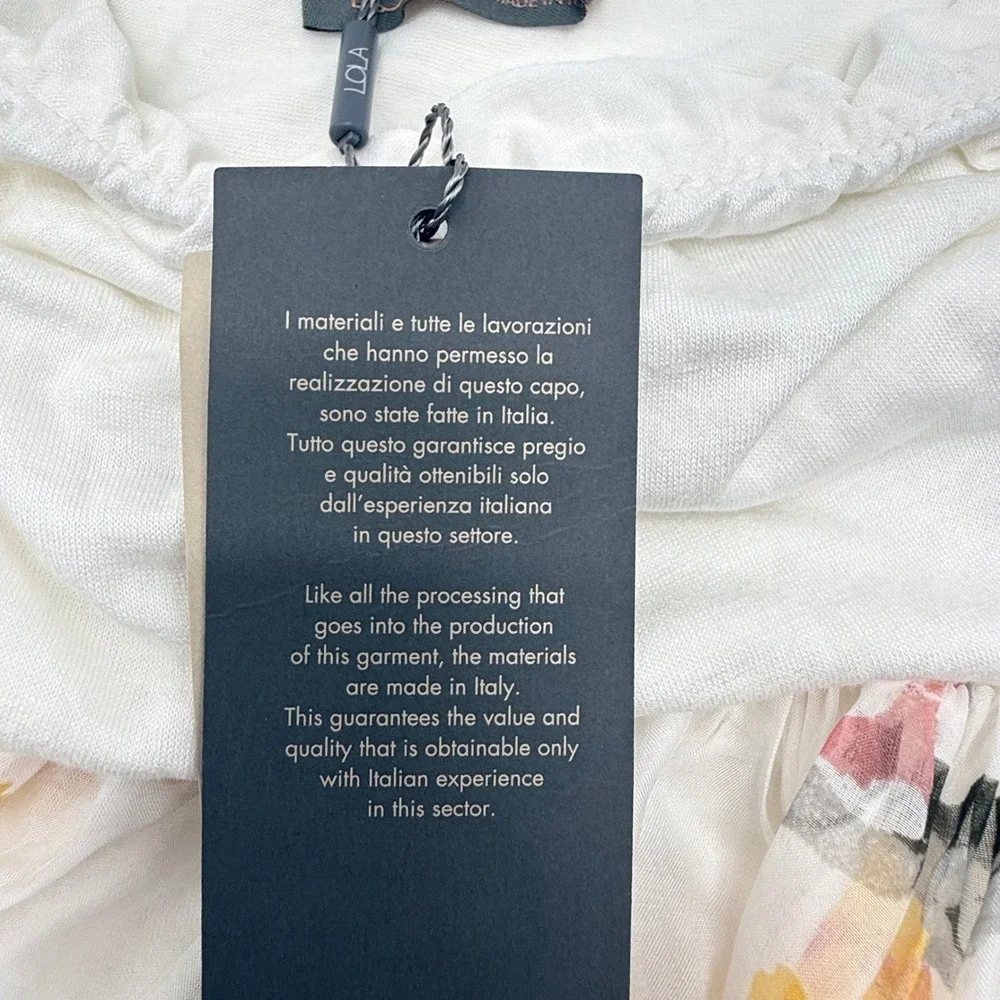 MADE IN
LOLA
I materiali e tutte le lavorazioni
che hanno permesso la
realizzazione di questo capo,
sono state fatte in Italia.
Tutto questo garantisce pregio
e qualità ottenibili solo
dall'esperienza italiana
in questo settore.
Like all the processing that
goes into the production
of this garment, the materials
are made in Italy.
This guarantees the value and
quality that is obtainable only
with Italian experience
in this sector.